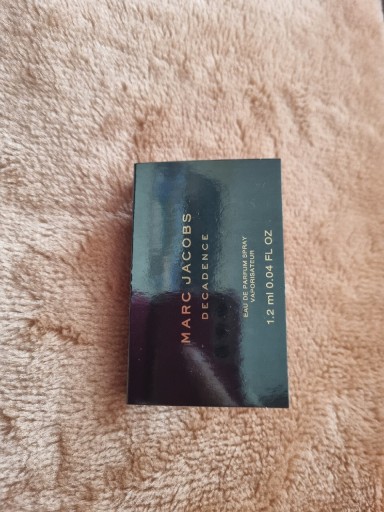 MARC JACOBS
DECADENCE
EAU DE PARFUM SPRAY
VAPORISATEUR
1.2 ml 0.04 FL OZ